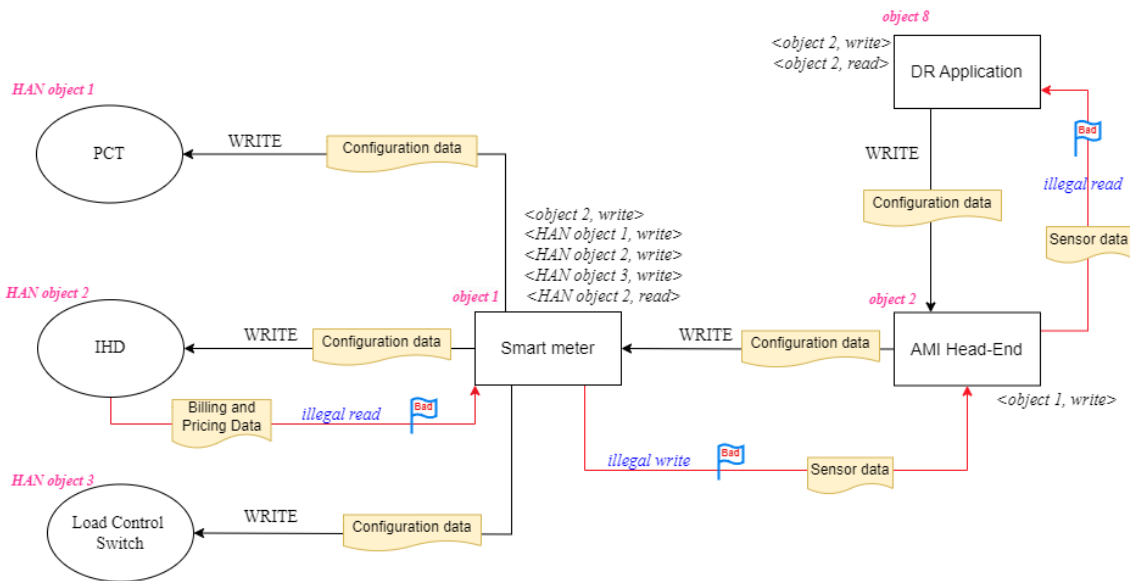 object 8
<object 2, write>
<object 2, read>
DR Application
HAN object 1
PCT
WRITE
Configuration data
WRITE
Bad
illegal read
Configuration data
Sensor data
<object 2, write>
<HAN object 1, write>
<HAN object 2, write>
<HAN object 3, write>
<HAN object 2, read>
HAN object 2
object 1
object 2
IHD
WRITE
Configuration data
Smart meter
WRITE
Configuration data
AMI Head-End
<object 1, write>
Billing and
Pricing Data
illegal read
Bad
illegal write
Bad
Sensor data
HAN object 3
Load Control
Switch
WRITE
Configuration data